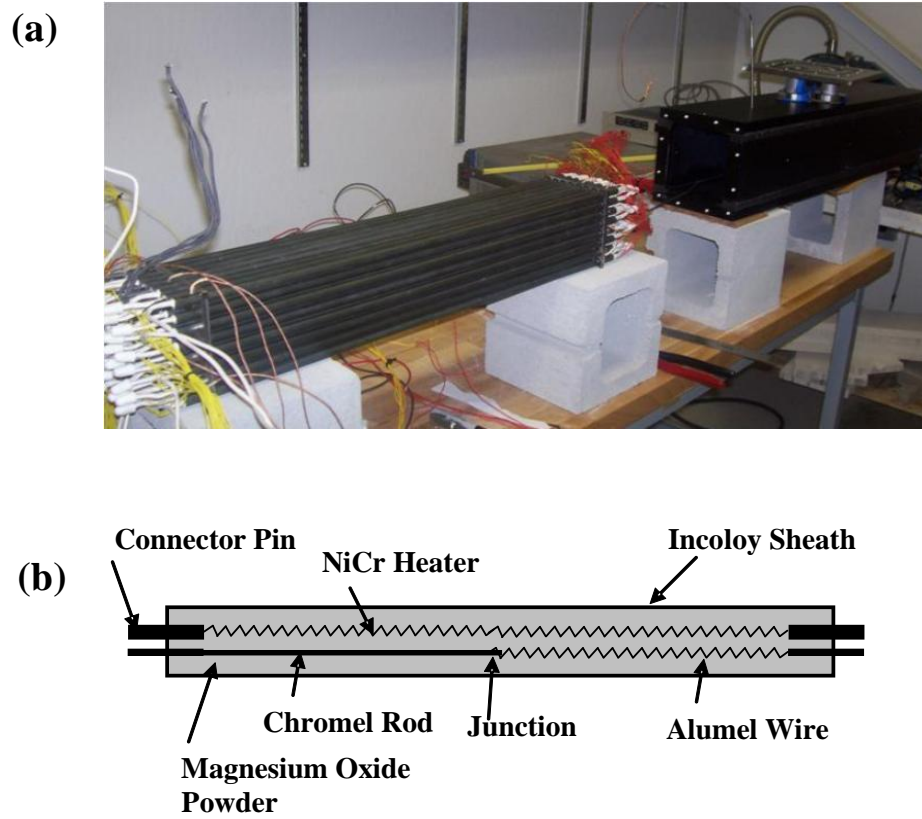 (a)
Connector Pin
NiCr Heater
Incoloy Sheath
(b)
Chromel Rod
Junction
Alumel Wire
Magnesium Oxide
Powder